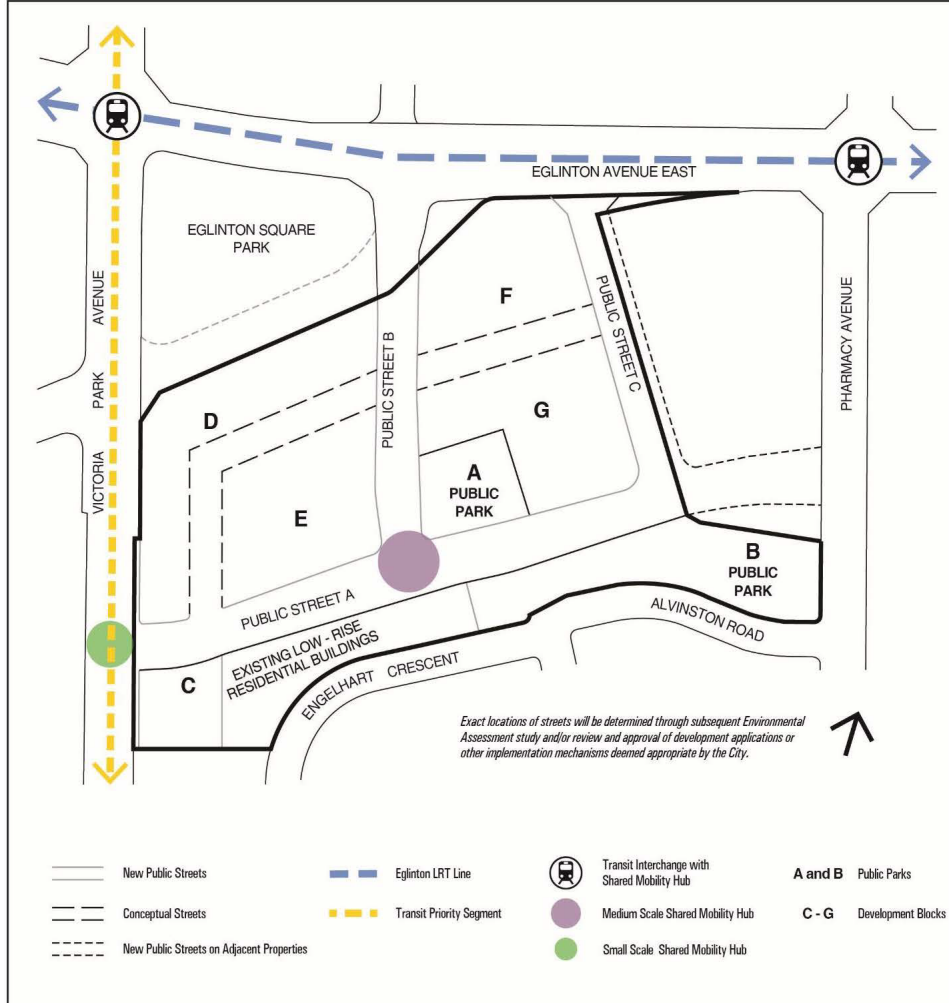 EGLINTON AVENUE EAST
EGLINTON SQUARE
PARK
VICTORIA PARK AVENUE
PUBLIC STREET B
PUBLIC STREET C
PHARMACY AVENUE
F
D
G
A
PUBLIC
PARK
E
B
PUBLIC
PARK
PUBLIC STREET A
ALVINSTON ROAD
EXISTING LOW - RISE
RESIDENTIAL BUILDINGS
C
ENGELHART CRESCENT
Exact locations of streets will be determined through subsequent Environmental
Assessment study and/or review and approval of development applications or
other implementation mechanisms deemed appropriate by the City.
New Public Streets
Eglinton LRT Line
Transit Interchange with
Shared Mobility Hub
A and B Public Parks
Conceptual Streets
Transit Priority Segment
Medium Scale Shared Mobility Hub
C - G Development Blocks
New Public Streets on Adjacent Properties
Small Scale Shared Mobility Hub